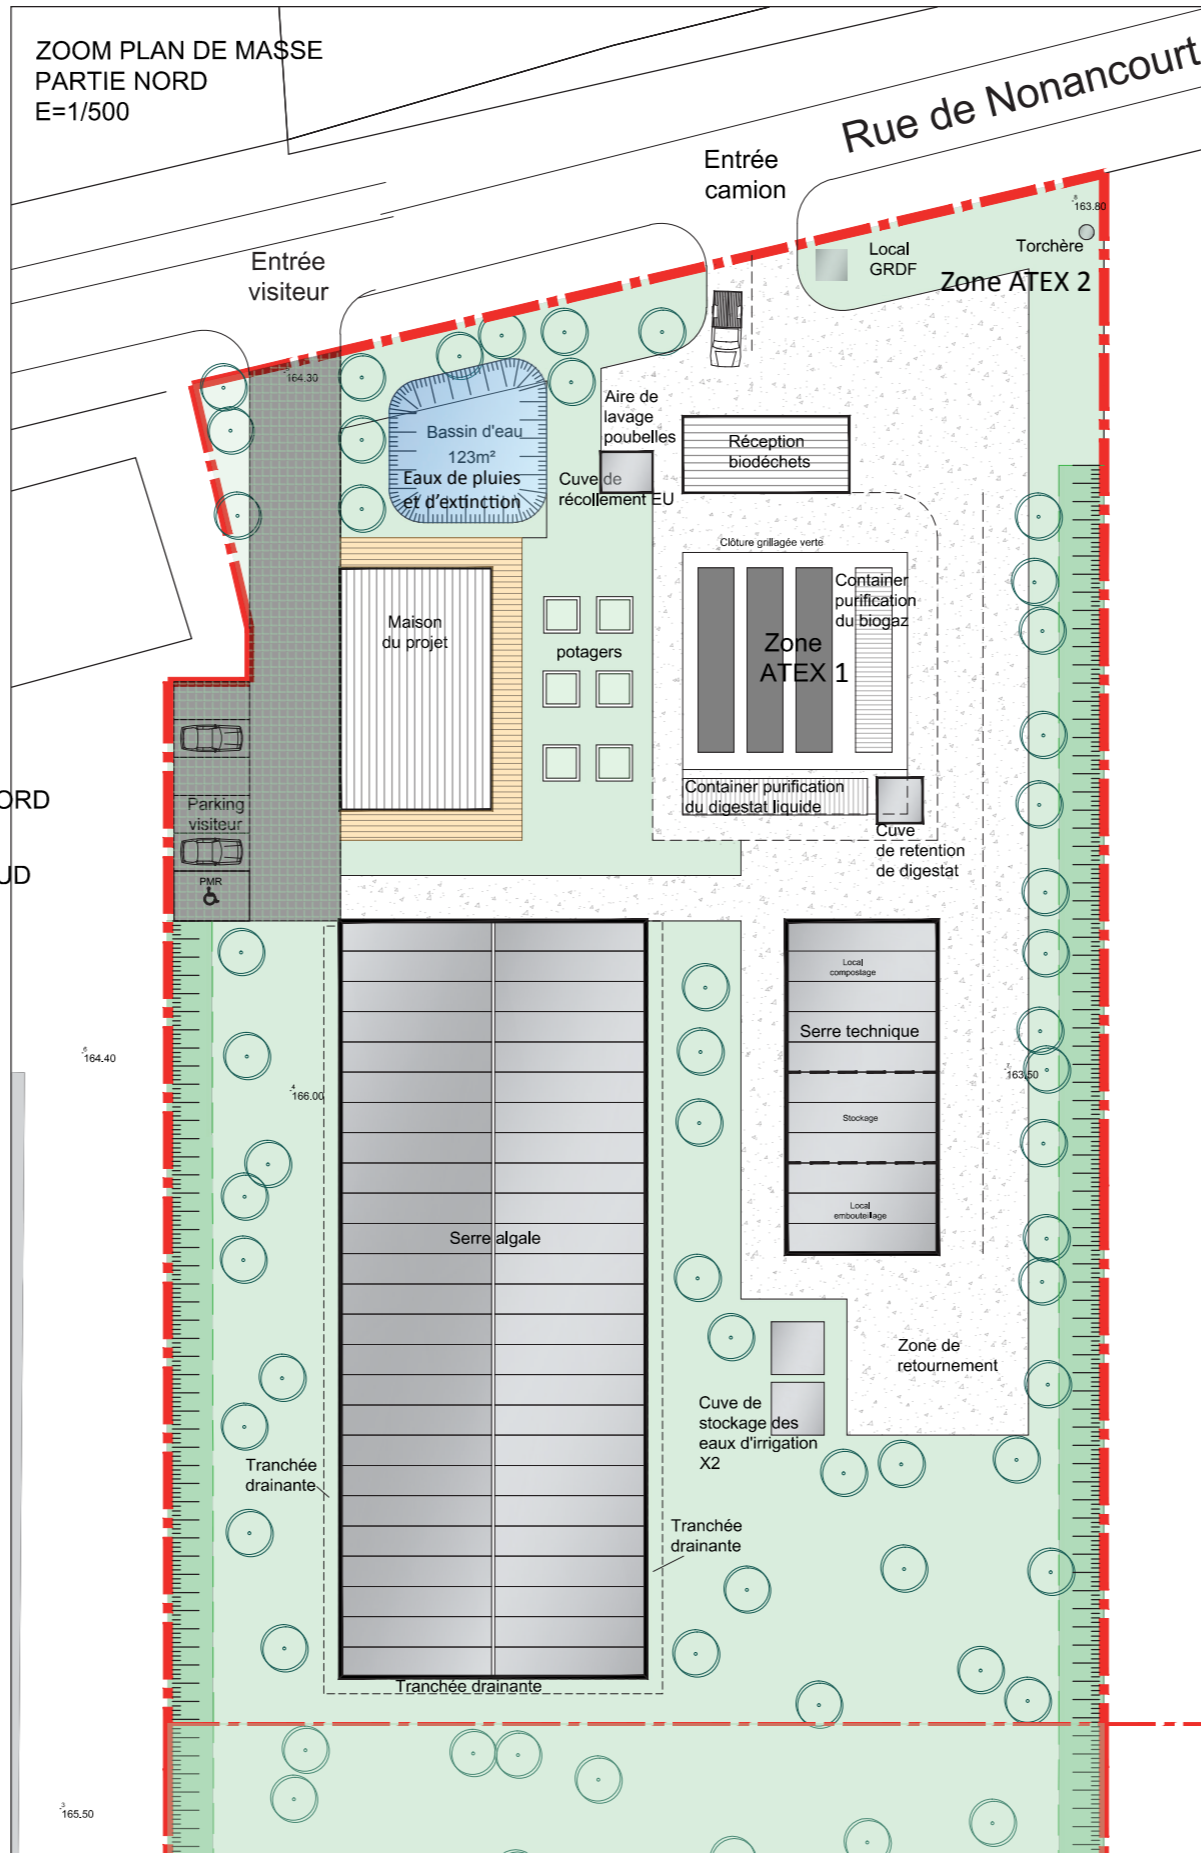 ZOOM PLAN DE MASSE
PARTIE NORD
E=1/500
Rue de Nonancourt
Entrée
camion
163.80
Torchère
Local
GRDF
Zone ATEX 2
Entrée
visiteur
164.30
Aire de
lavage
poubelles
Bassin d'eau
123m²
Eaux de pluies
et d'extinction
Réception
biodéchets
Cuve de
récollement EU
Clôture grillagée verte
Container
purification
du biogaz
Maison
du projet
potagers
Zone
ATEX 1
Container purification
du digestat liquide
ORD
Parking
visiteur
Cuve
de retention
de digestat
UD
PMR
Local
compostage
Serre technique
164.40
166.00
163.50
Stockage
Local
embouteillage
Serre algale
Zone de
retournement
Cuve de
stockage des
eaux d'irrigation
X2
Tranchée
drainante
Tranchée
drainante
Tranchée drainante
165.50